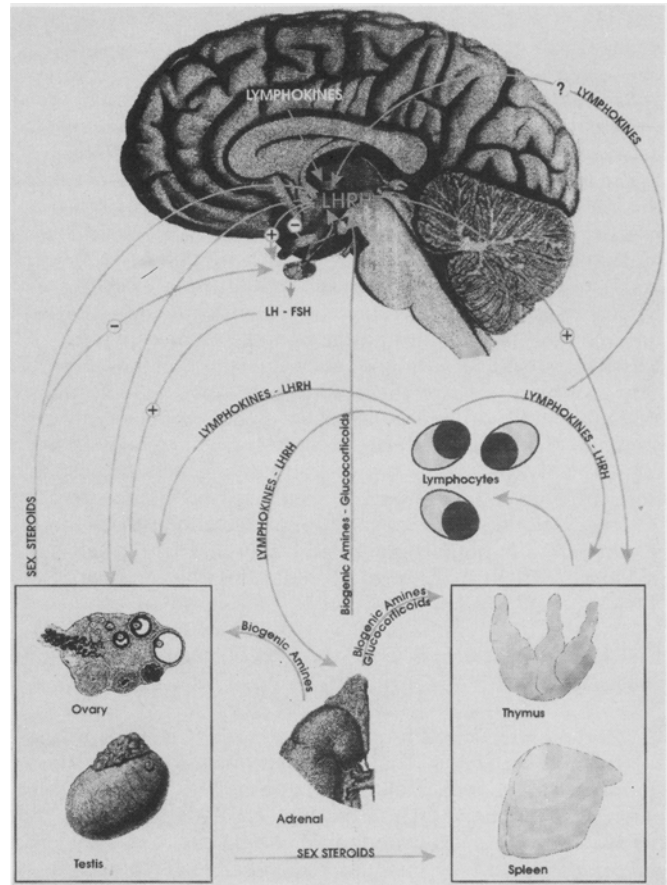 LYMPHOKINES
?
LYMPHOKINES
LHRH
+
−
LH - FSH
−
+
+
LYMPHOKINES - LHRH
LYMPHOKINES - LHRH
LYMPHOKINES - LHRH
Biogenic Amines - Glucocorticoids
Lymphocytes
SEX STEROIDS
Biogenic Amines
Biogenic Amines
Glucocorticoids
Ovary
Thymus
Adrenal
Testis
SEX STEROIDS
Spleen